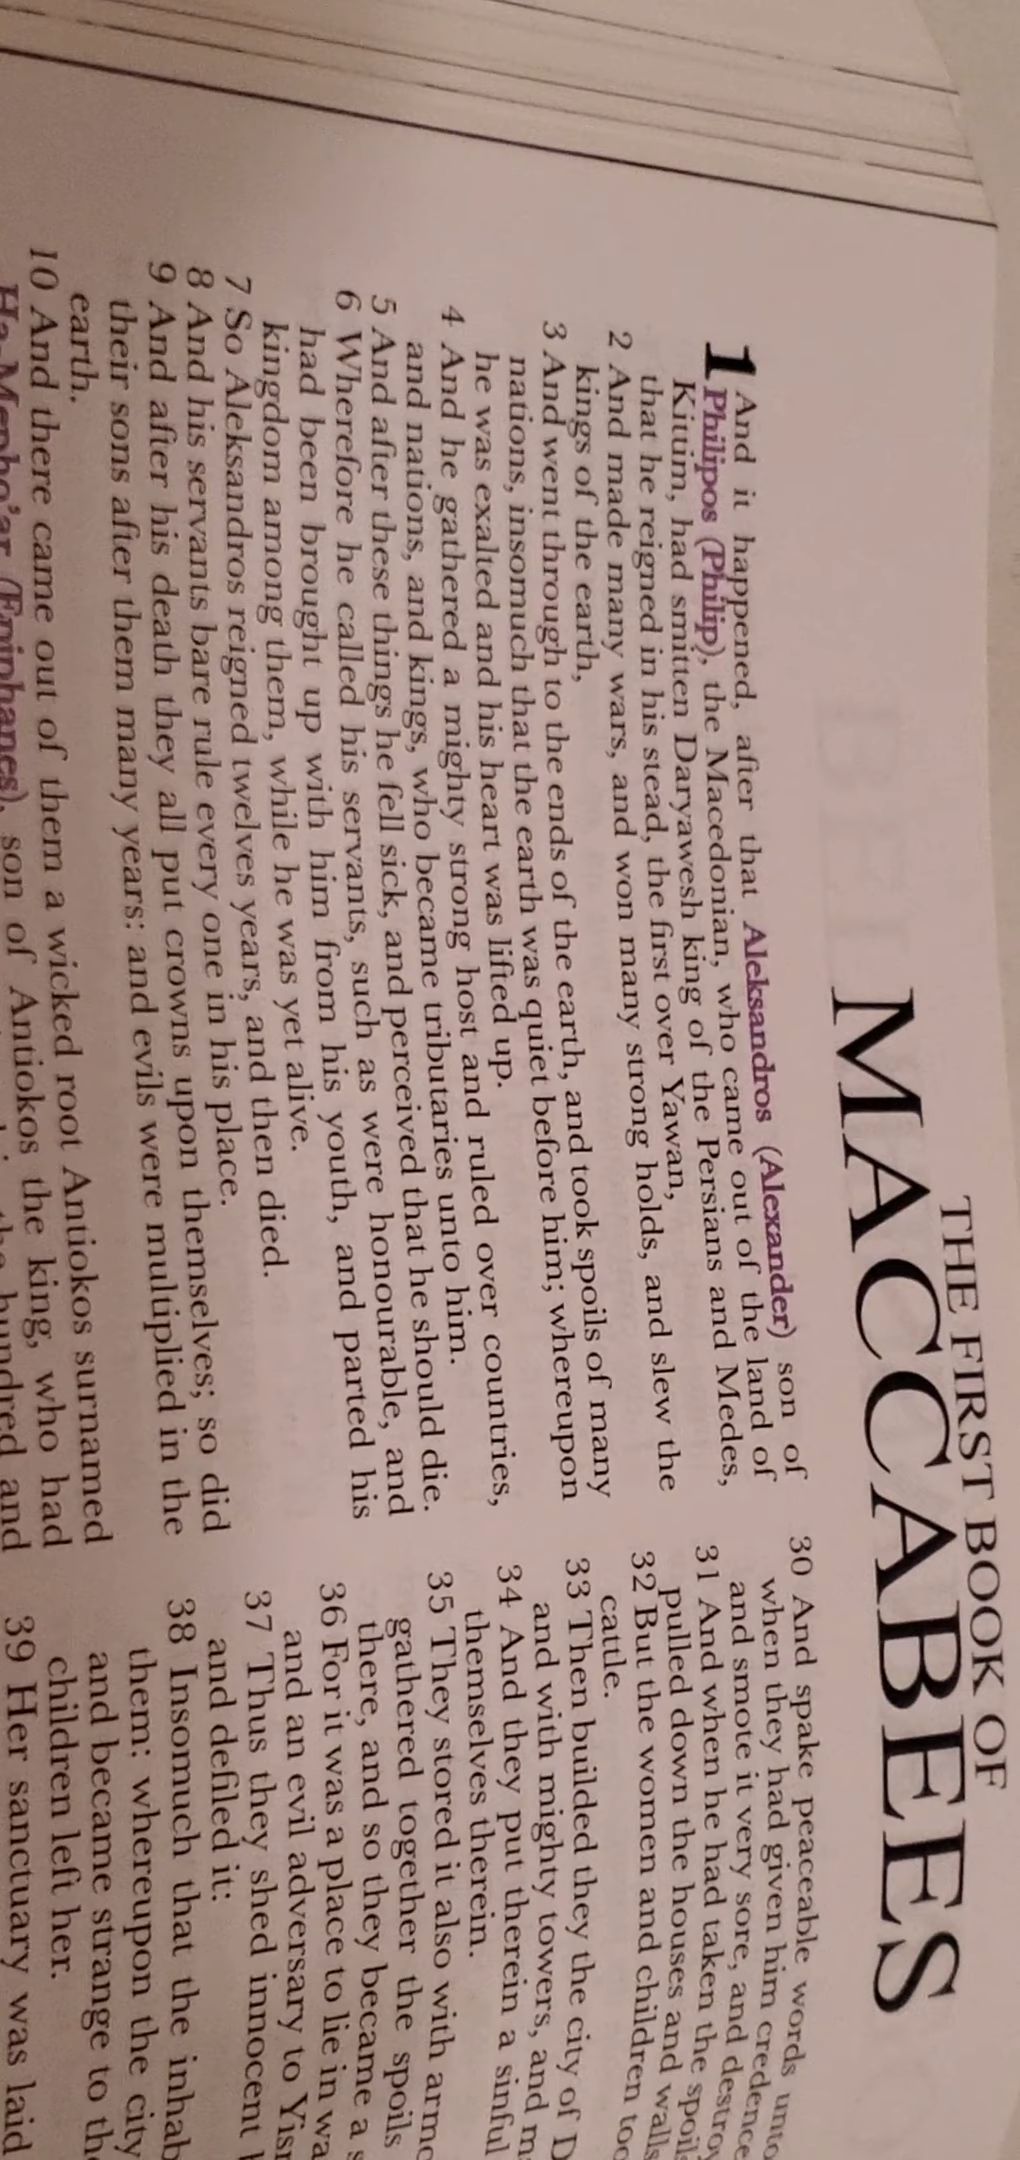 THE FIRST BOOK OF
MACCABEES
1 And it happened, after that Aleksandros (Alexander) son of
Philipos (Philip), the Macedonian, who came out of the land of
Kituim, had smitten Daryawesh king of the Persians and Medes,
that he reigned in his stead, the first over Yawan,
2 And made many wars, and won many strong holds, and slew the
kings of the earth,
3 And went through to the ends of the earth, and took spoils of many
nations, insomuch that the earth was quiet before him; whereupon
he was exalted and his heart was lifted up.
4 And he gathered a mighty strong host and ruled over countries,
and nations, and kings, who became tributaries unto him.
5 And after these things he fell sick, and perceived that he should die.
6 Wherefore he called his servants, such as were honourable, and
had been brought up with him from his youth, and parted his
kingdom among them, while he was yet alive.
7 So Aleksandros reigned twelves years, and then died.
8 And his servants bare rule every one in his place.
9 And after his death they all put crowns upon themselves; so did
their sons after them many years: and evils were multiplied in the
earth.
10 And there came out of them a wicked root Antiokos surnamed
(Epiphanes), son of Antiokos the king, who had
hundred and
30 And spake peaceable words unto
when they had given him credence
and smote it very sore, and destroy
31 And when he had taken the spoils
pulled down the houses and walls
32 But the women and children too
cattle.
33 Then builded they the city of D
and with mighty towers, and m
34 And they put therein a sinful
themselves therein.
35 They stored it also with armo
gathered together the spoils
there, and so they became a s
36 For it was a place to lie in wa
and an evil adversary to Yisr
37 Thus they shed innocent b
and defiled it:
38 Insomuch that the inhab
them: whereupon the city
and became strange to the
children left her.
39 Her sanctuary was laid